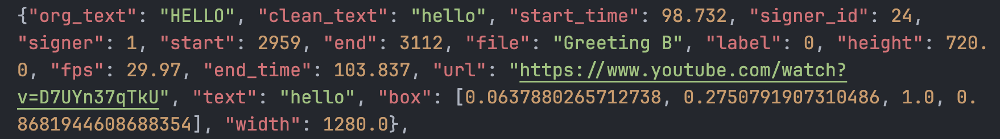 {"org_text": "HELLO", "clean_text": "hello", "start_time": 98.732, "signer_id": 24,
"signer": 1, "start": 2959, "end": 3112, "file": "Greeting B", "label": 0, "height": 720.
0, "fps": 29.97, "end_time": 103.837, "url": "https://www.youtube.com/watch?
v=D7UYn37qTkU", "text": "hello", "box": [0.0637880265712738, 0.2750791907310486, 1.0, 0.
8681944608688354], "width": 1280.0},